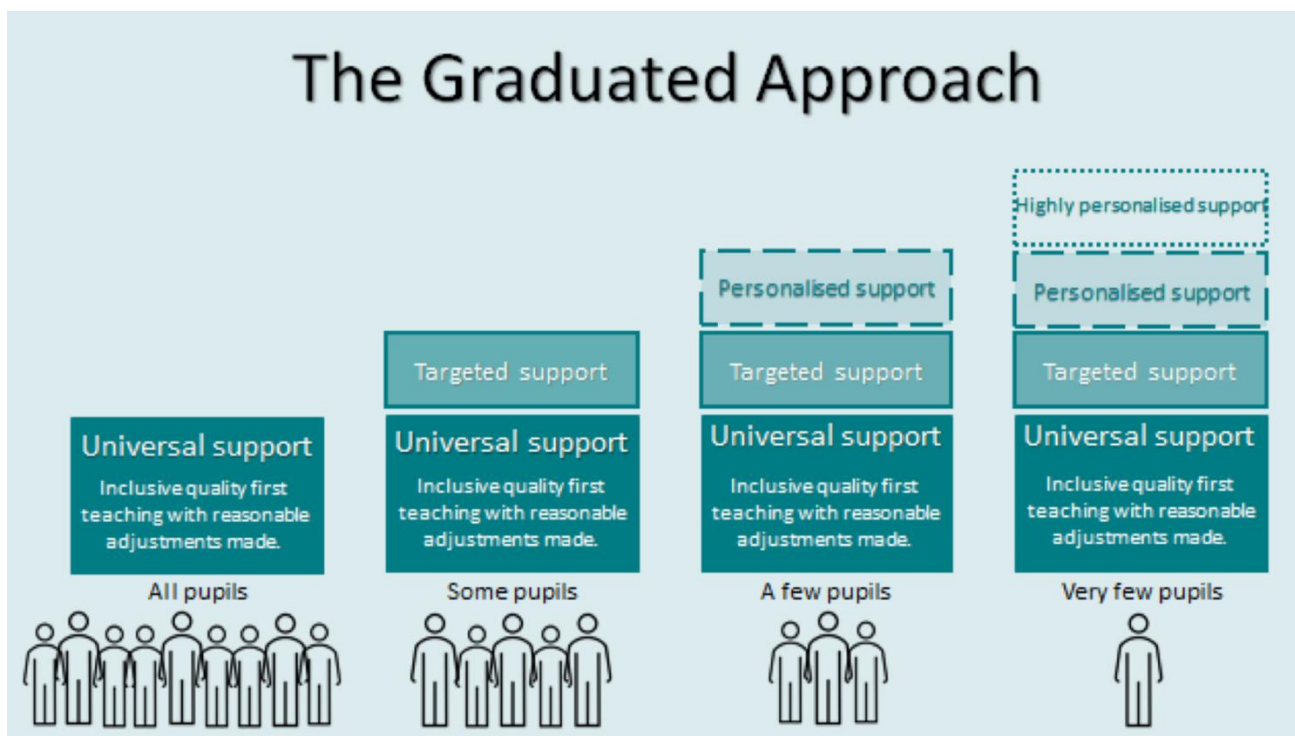 The Graduated Approach
Highly personalised support
Personalised support
Personalised support
Targeted support
Targeted support
Targeted support
Universal support
Inclusive quality first
teaching with reasonable
adjustments made.
All pupils
Universal support
Inclusive quality first
teaching with reasonable
adjustments made.
Some pupils
Universal support
Inclusive quality first
teaching with reasonable
adjustments made.
A few pupils
Universal support
Inclusive quality first
teaching with reasonable
adjustments made.
Very few pupils